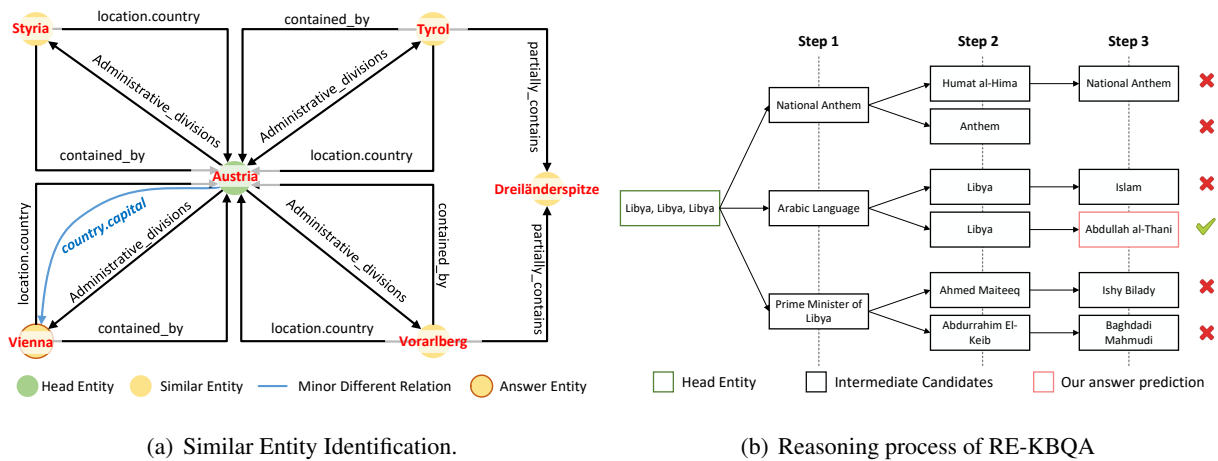 Styria
location.country
contained_by
Tyrol
Administrative_divisions
Administrative_divisions
partially_contains
contained_by
location.country
Austria
Dreiländerspitze
location.country
country.capital
Administrative_divisions
Administrative_divisions
contained_by
partially_contains
contained_by
location.country
Vienna
Vorarlberg
Head Entity
Similar Entity
Minor Different Relation
Answer Entity
(a) Similar Entity Identification.
Step 1
Step 2
Step 3
Libya, Libya, Libya
National Anthem
Humat al-Hima
National Anthem
Anthem
Arabic Language
Libya
Islam
Libya
Abdullah al-Thani
Prime Minister of
Libya
Ahmed Maiteeq
Ishy Bilady
Abdurrahim El-
Keib
Baghdadi
Mahmudi
Head Entity
Intermediate Candidates
Our answer prediction
(b) Reasoning process of RE-KBQA